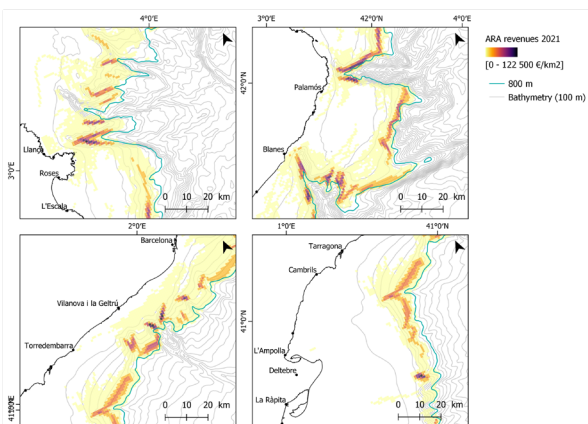 4°0'E
Llançà
3°0'E
Roses
L'Escala
0 10 20 km
3°0'E
42°0'N
4°0'E
42°0'N
Palamós
Blanes
0 10 20 km
ARA revenues 2021
[0 - 122 500 €/km2]
800 m
Bathymetry (100 m)
2°0'E
Barcelona
Vilanova i la Geltrú
Torredembarra
0 10 20 km
1°0'E
41°0'N
Tarragona
Cambrils
41°0'N
L'Ampolla
Deltebre
La Ràpita
0 10 20 km